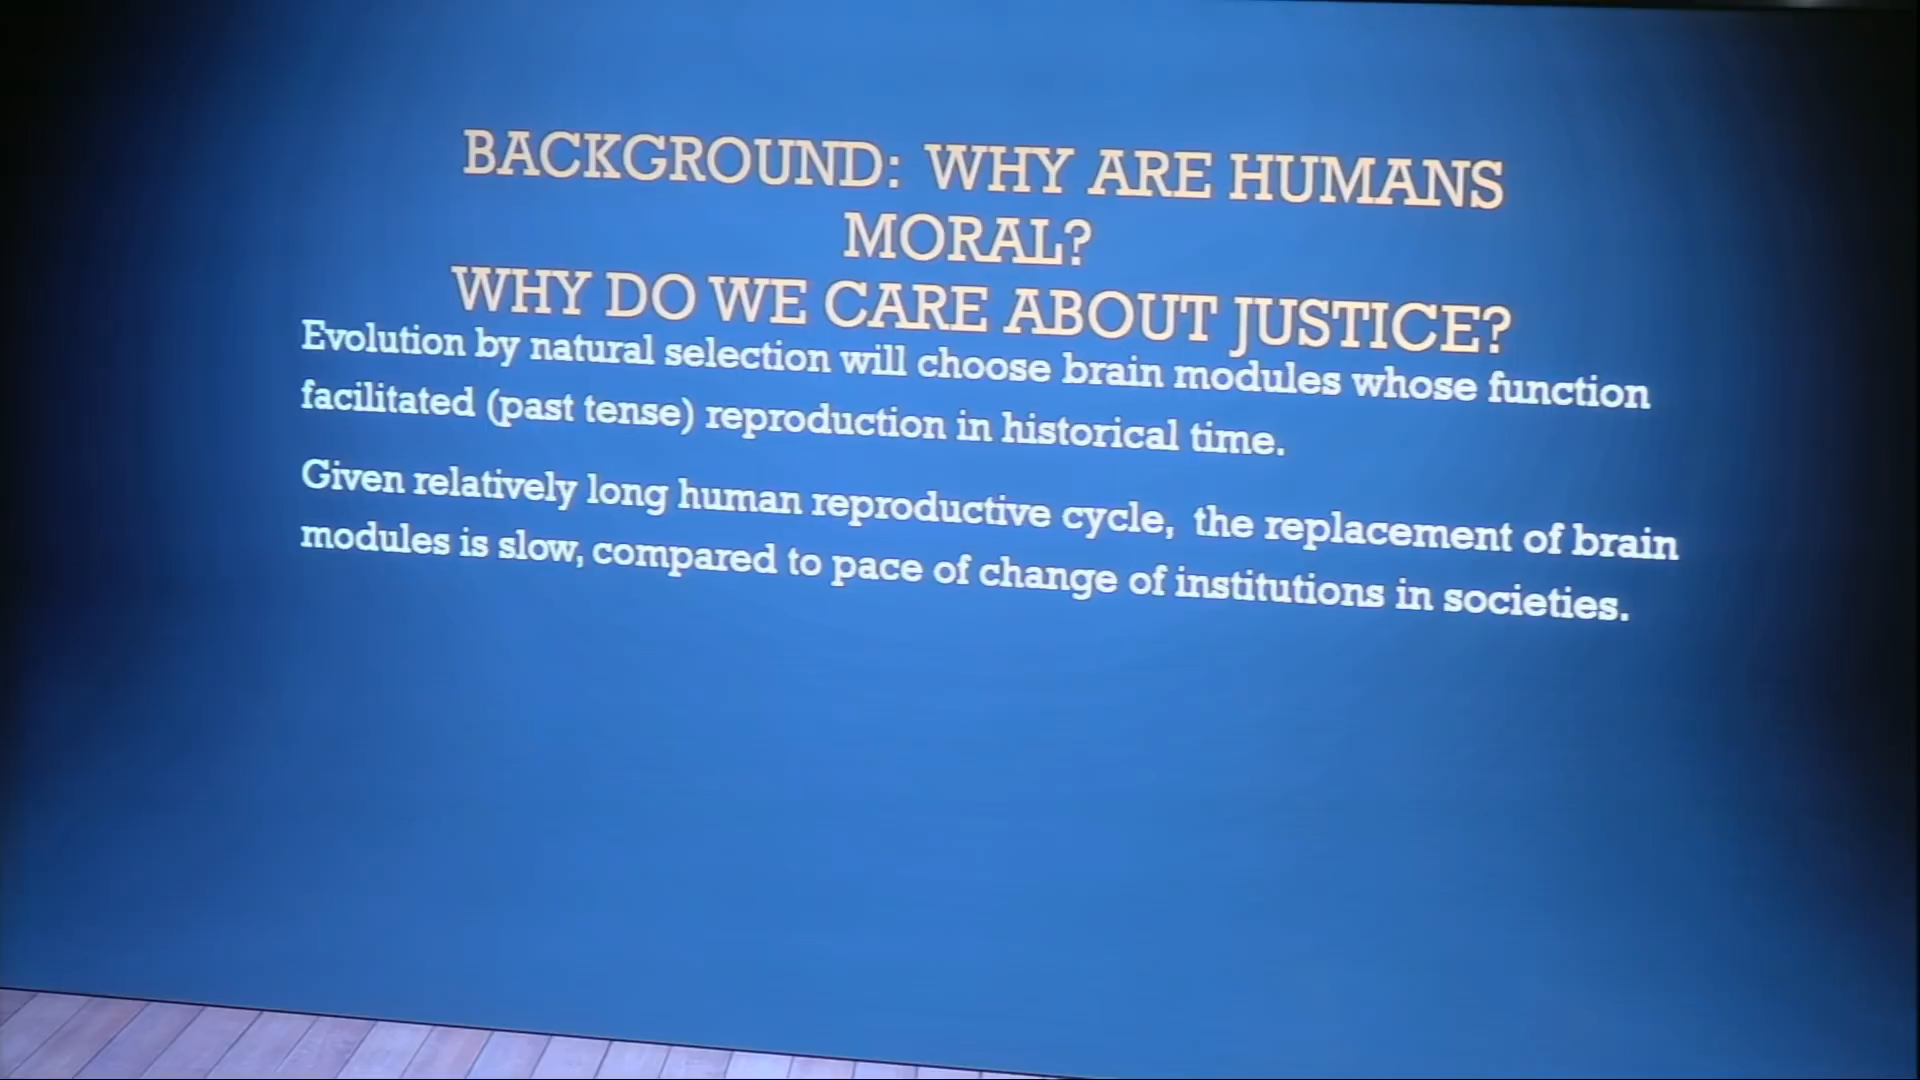 BACKGROUND: WHY ARE HUMANS
MORAL?
WHY DO WE CARE ABOUT JUSTICE?
Evolution by natural selection will choose brain modules whose function
facilitated (past tense) reproduction in historical time.
Given relatively long human reproductive cycle, the replacement of brain
modules is slow, compared to pace of change of institutions in societies.